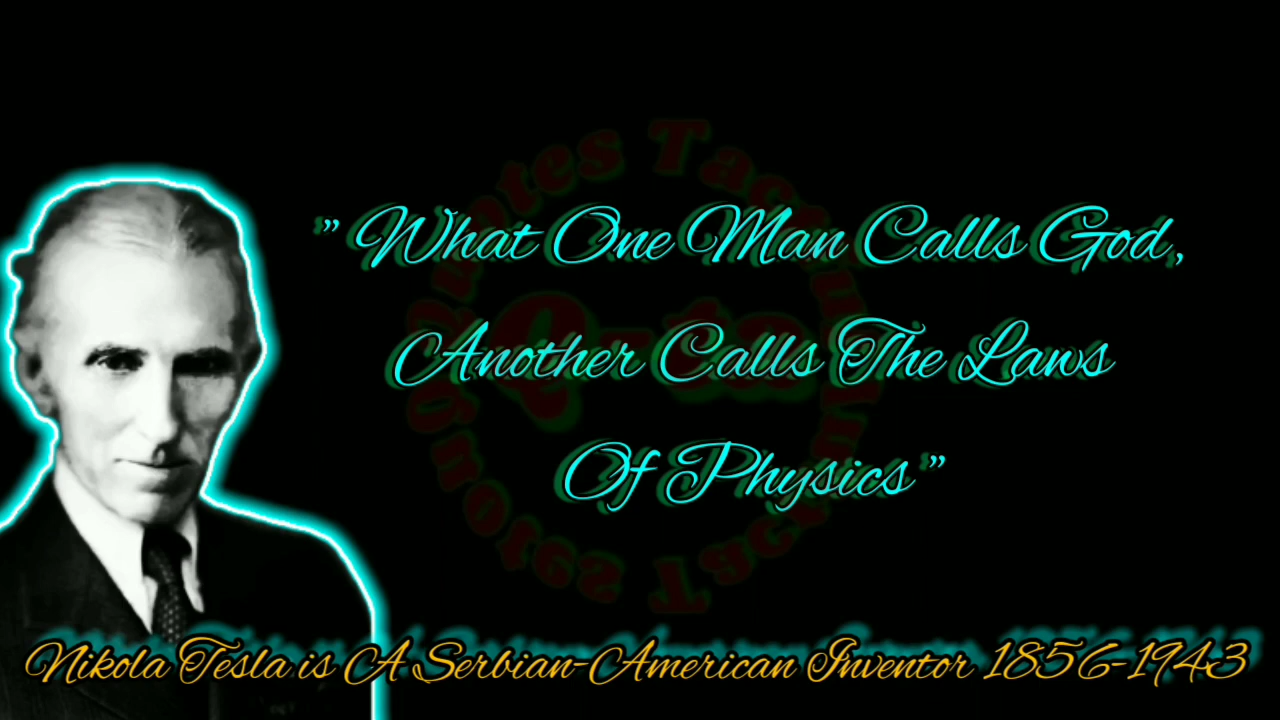 ” What One Man Calls God,
Another Calls The Laws
Of Physics ”
Nikola Tesla is A Serbian-American Inventor 1856-1943